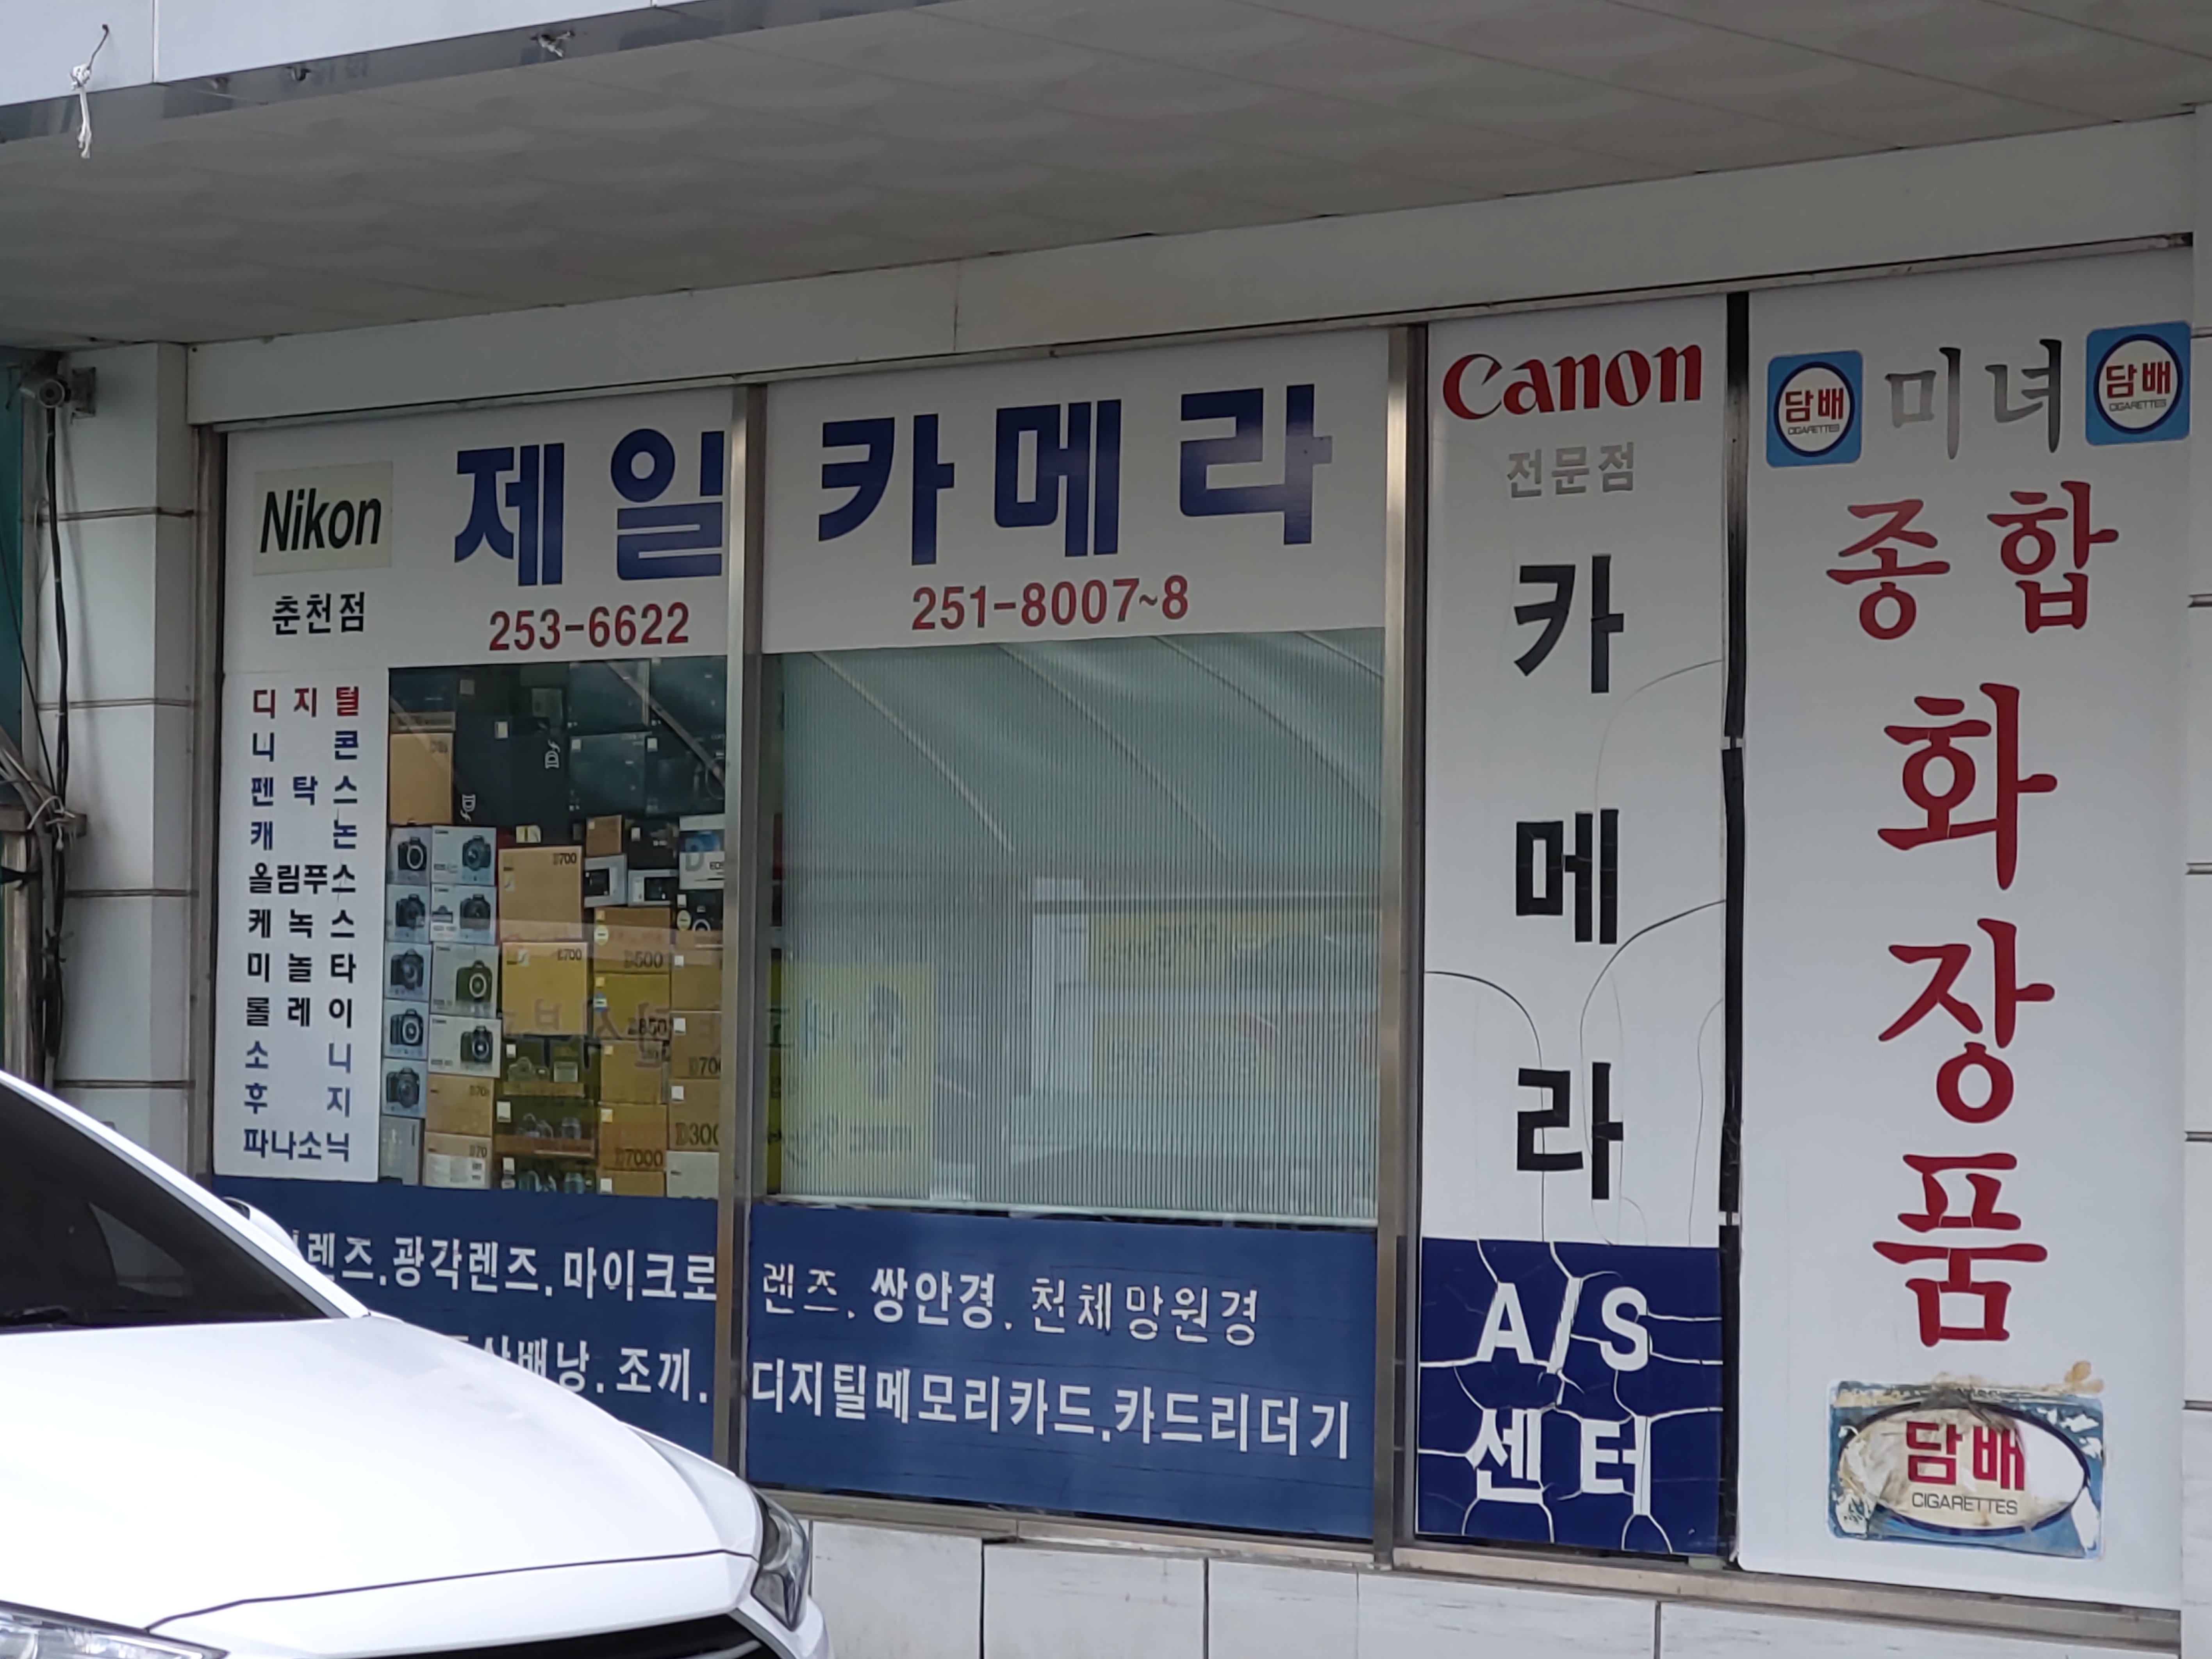 Nikon
춘천점
제일카메라
253-6622
251-8007~8
디지털
니콘
펜탁스
캐논
올림푸스
케녹스
미놀타
롤레이
소니
후지
파나소닉
D700
D500
D7000
렌즈.광각렌즈.마이크로렌즈.쌍안경.천체망원경
배낭.조끼.디지털메모리카드.카드리더기
Canon
전문점
카메라
A/S
센터
담배
CIGARETTES
미녀
담배
CIGARETTES
종합
화장품
담배
CIGARETTES